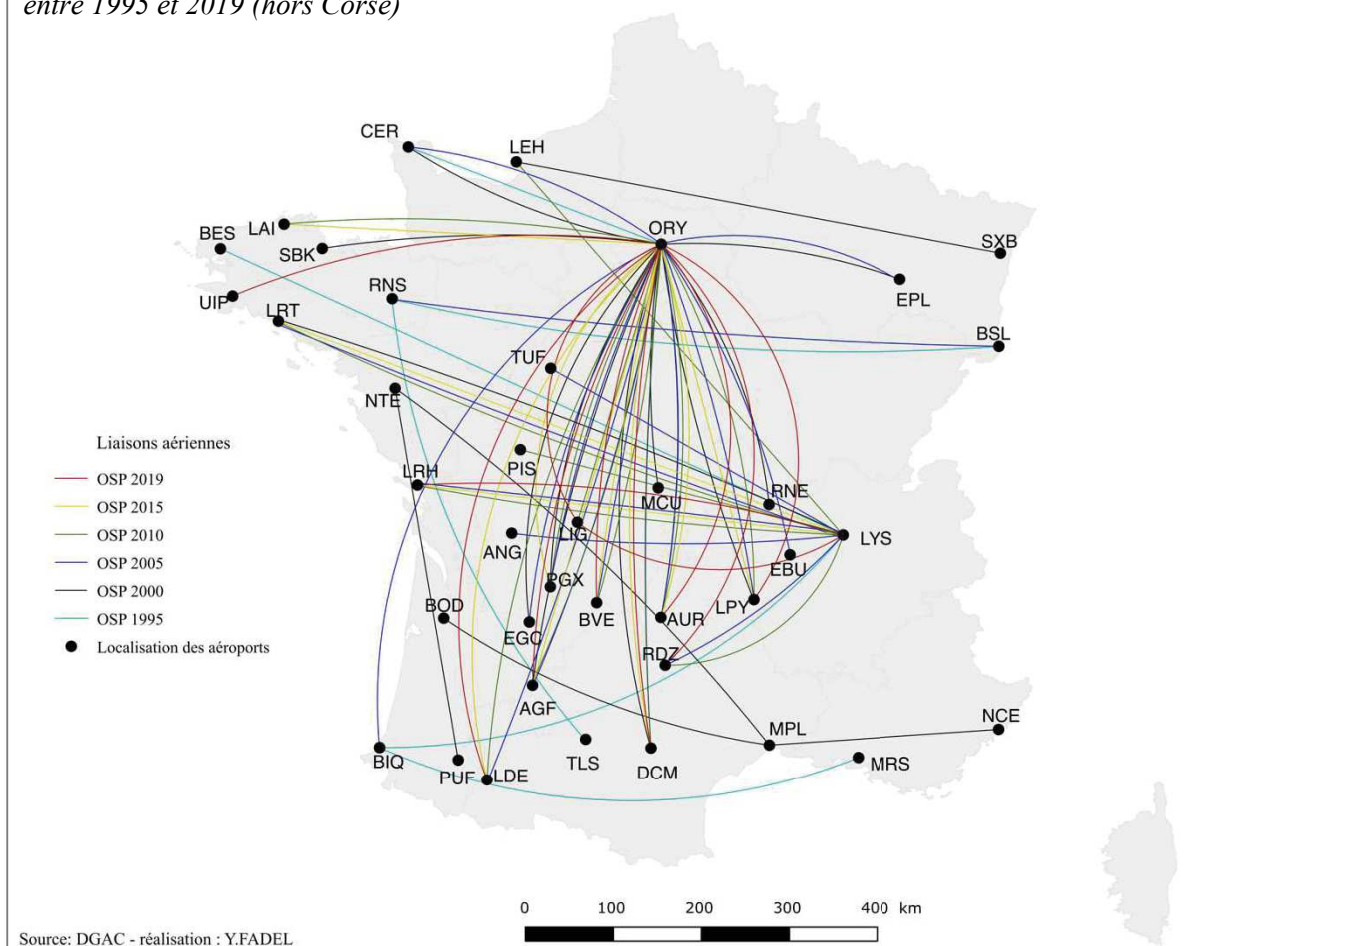 entre 1995 et 2019 (hors Corse)
CER
LEH
ORY
LAI
BES
SBK
SXB
UIP
RNS
EPL
LRT
BSL
TUF
NTE
Liaisons aériennes
OSP 2019
OSP 2015
OSP 2010
OSP 2005
OSP 2000
OSP 1995
Localisation des aéroports
LRH
PIS
MCU
RNE
LIG
LYS
ANG
EBU
PGX
BOD
BVE
AUR
LPY
EGC
RDZ
AGF
MPL
NCE
BIQ
PUF
LDE
TLS
DCM
MRS
0 100 200 300 400 km
Source: DGAC - réalisation : Y.FADEL